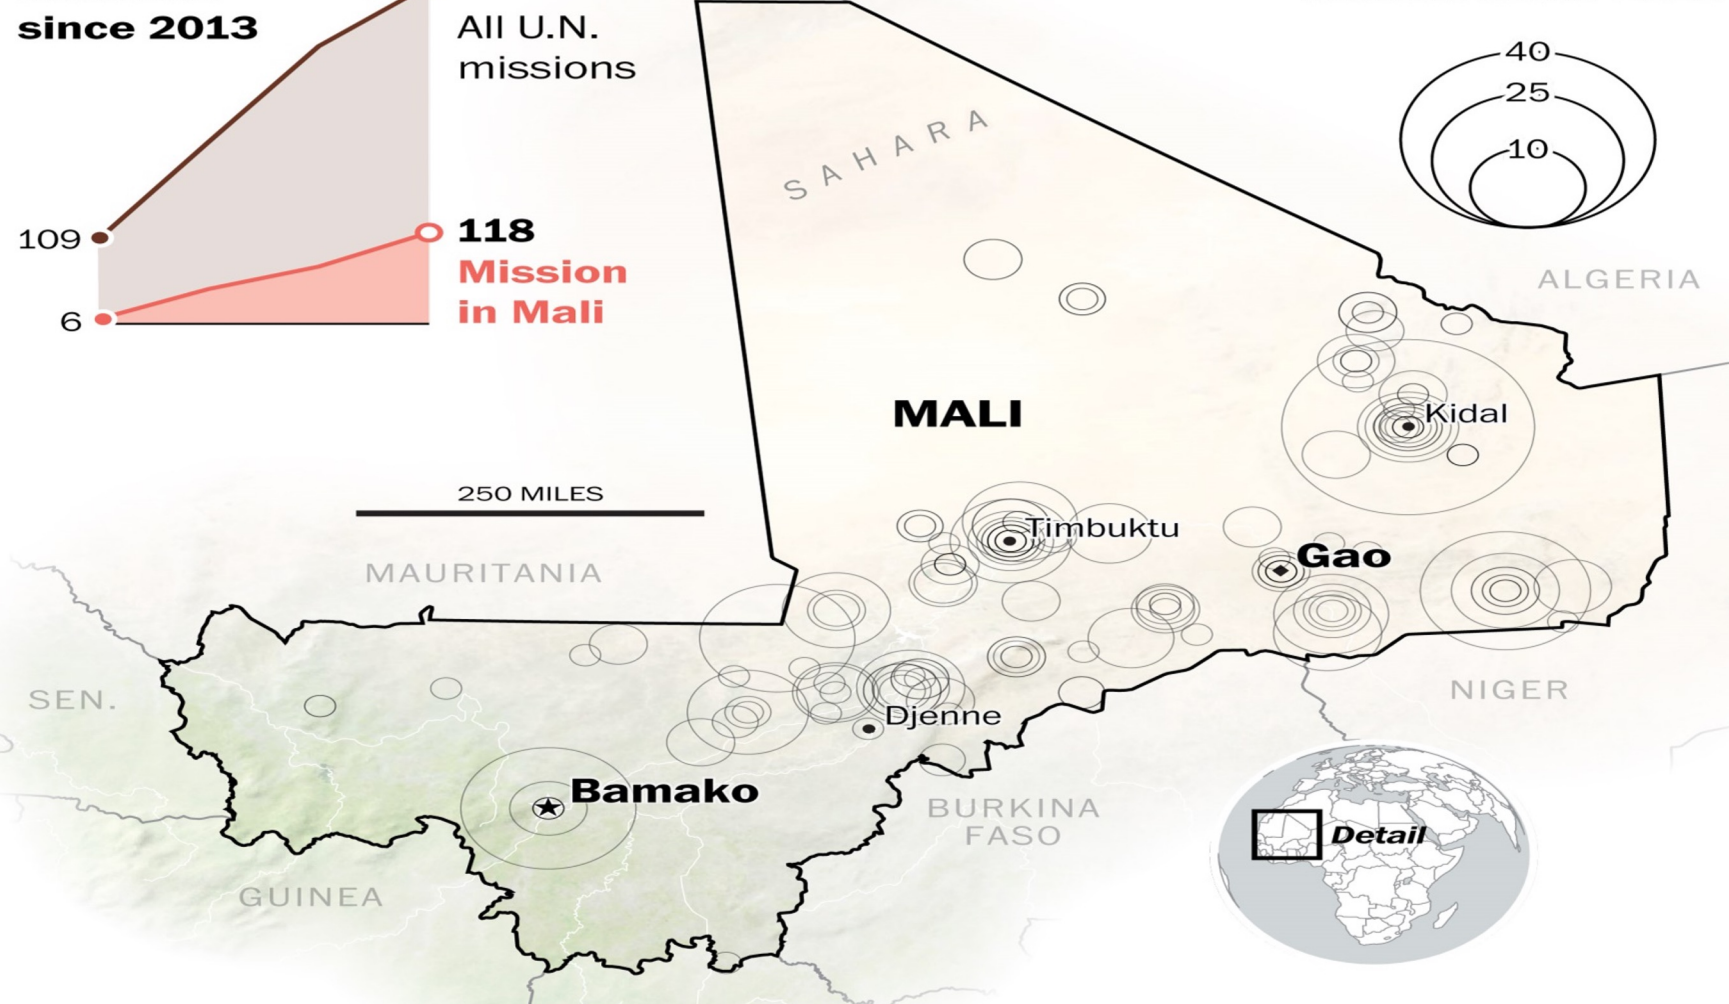 since 2013
All U.N.
missions
109
6
118
Mission
in Mali
40
25
10
SAHARA
ALGERIA
MALI
Kidal
250 MILES
Timbuktu
Gao
MAURITANIA
SEN.
NIGER
Djenne
Bamako
BURKINA
FASO
Detail
GUINEA